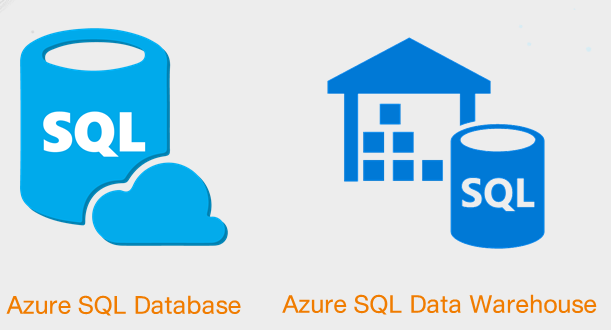 SQL
SQL
Azure SQL Database
Azure SQL Data Warehouse